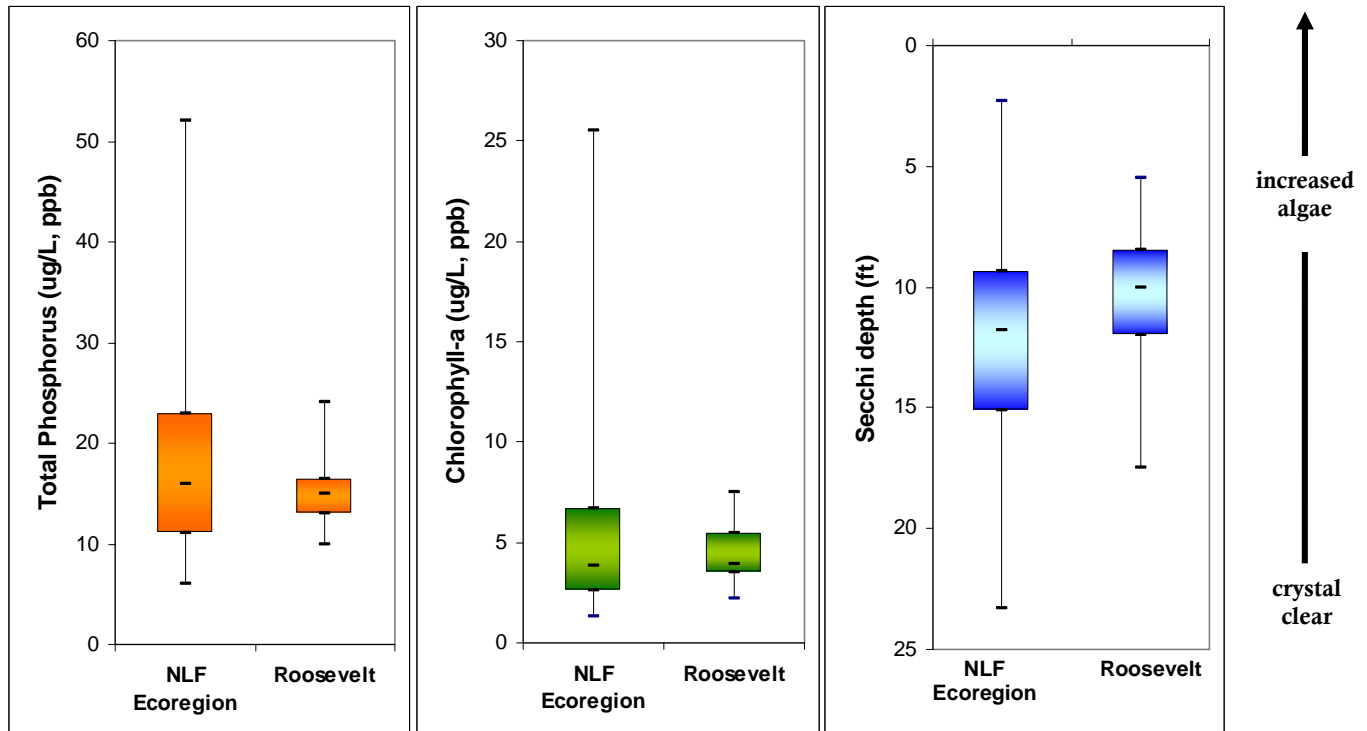 Total Phosphorus (ug/L, ppb)
60
50
40
30
20
10
0
NLF
Ecoregion
Roosevelt
Chlorophyll-a (ug/L, ppb)
30
25
20
15
10
5
0
NLF
Ecoregion
Roosevelt
Secchi depth (ft)
0
5
10
15
20
25
NLF
Ecoregion
Roosevelt
increased
algae
crystal
clear